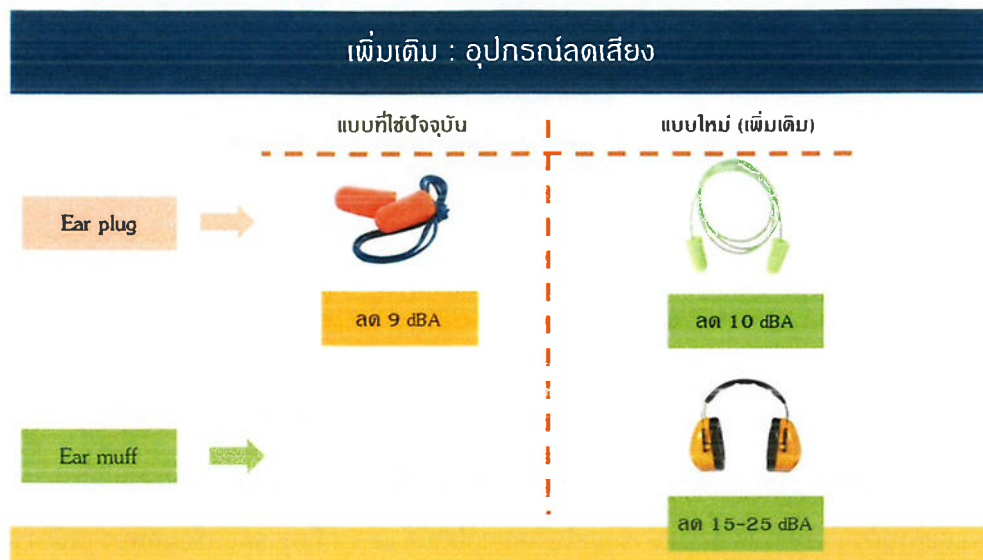 เพิ่มเติม : อุปกรณ์ลดเสียง
แบบที่ใช้ปัจจุบัน
แบบใหม่ (เพิ่มเติม)
Ear plug
ลด 9 dBA
ลด 10 dBA
Ear muff
ลด 15-25 dBA